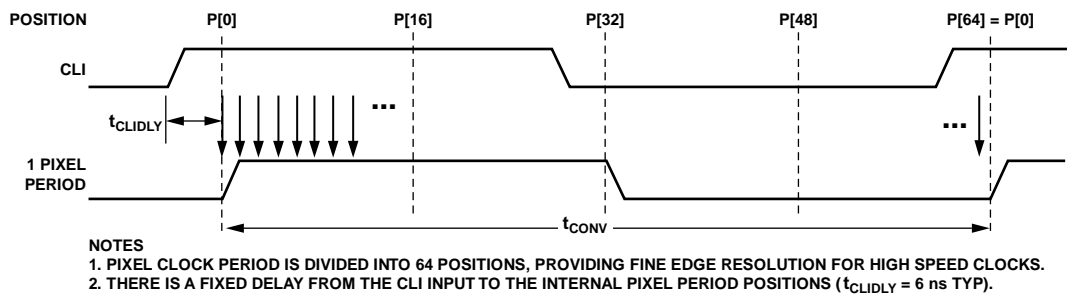 POSITION P[0] P[16] P[32] P[48] P[64] = P[0]
CLI
tCLIDLY
... ...
1 PIXEL
PERIOD
tCONV
NOTES
1. PIXEL CLOCK PERIOD IS DIVIDED INTO 64 POSITIONS, PROVIDING FINE EDGE RESOLUTION FOR HIGH SPEED CLOCKS.
2. THERE IS A FIXED DELAY FROM THE CLI INPUT TO THE INTERNAL PIXEL PERIOD POSITIONS (tCLIDLY = 6 ns TYP).